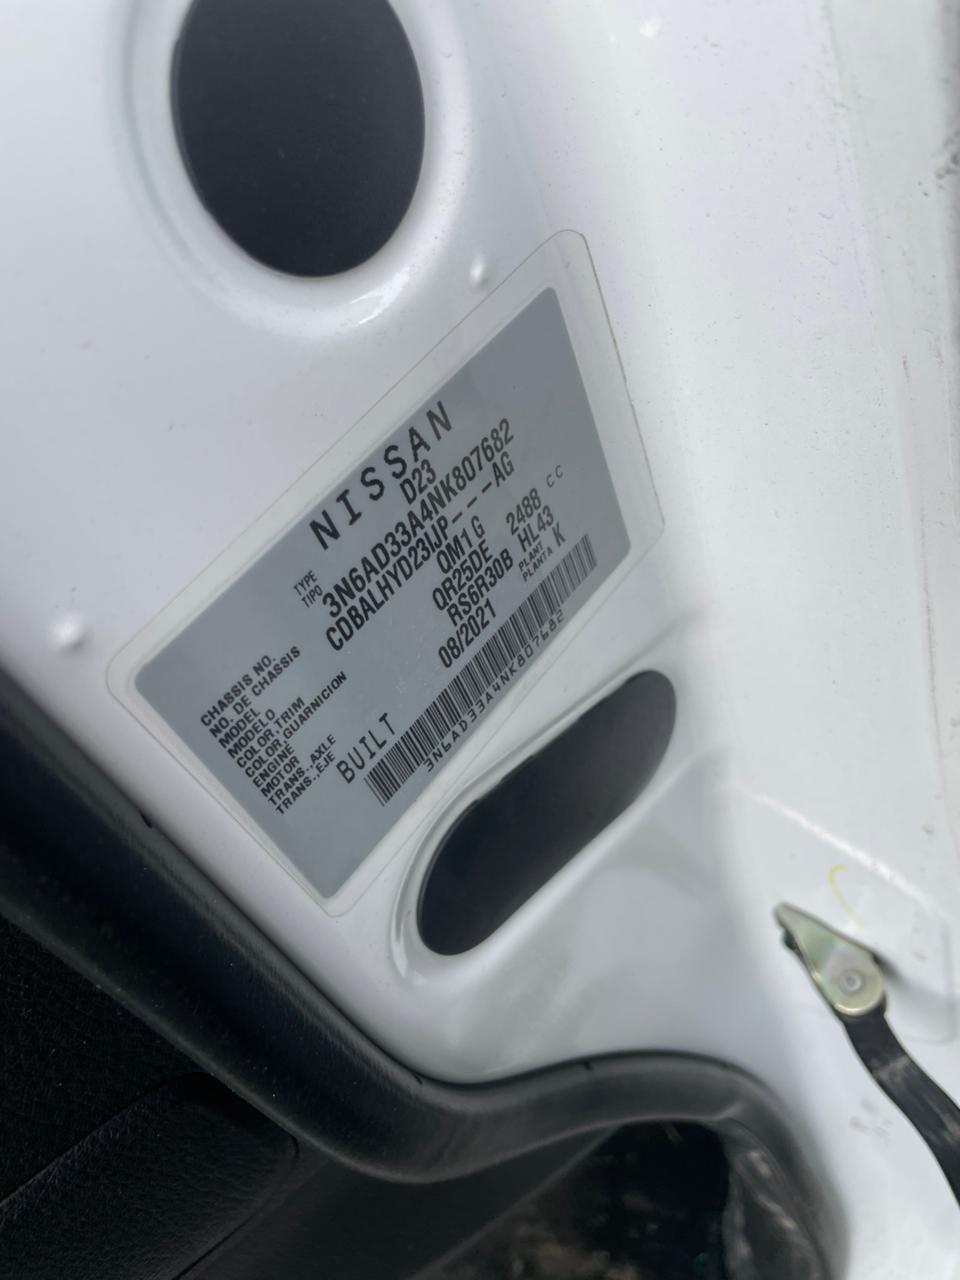 NISSAN
TYPE
TIPO D23
CHASSIS NO.
NO. DE CHASSIS 3N6AD33A4NK807682
MODEL
MODELO CDBALHYD23IJP---AG
COLOR,TRIM
COLOR,GUARNICION QM1 G
ENGINE
MOTOR QR25DE 2488 CC
TRANS.,AXLE
TRANS.,EJE RS6R30B HL43
BUILT 08/2021 PLANT
PLANTA K
3N6AD33A4NK807682